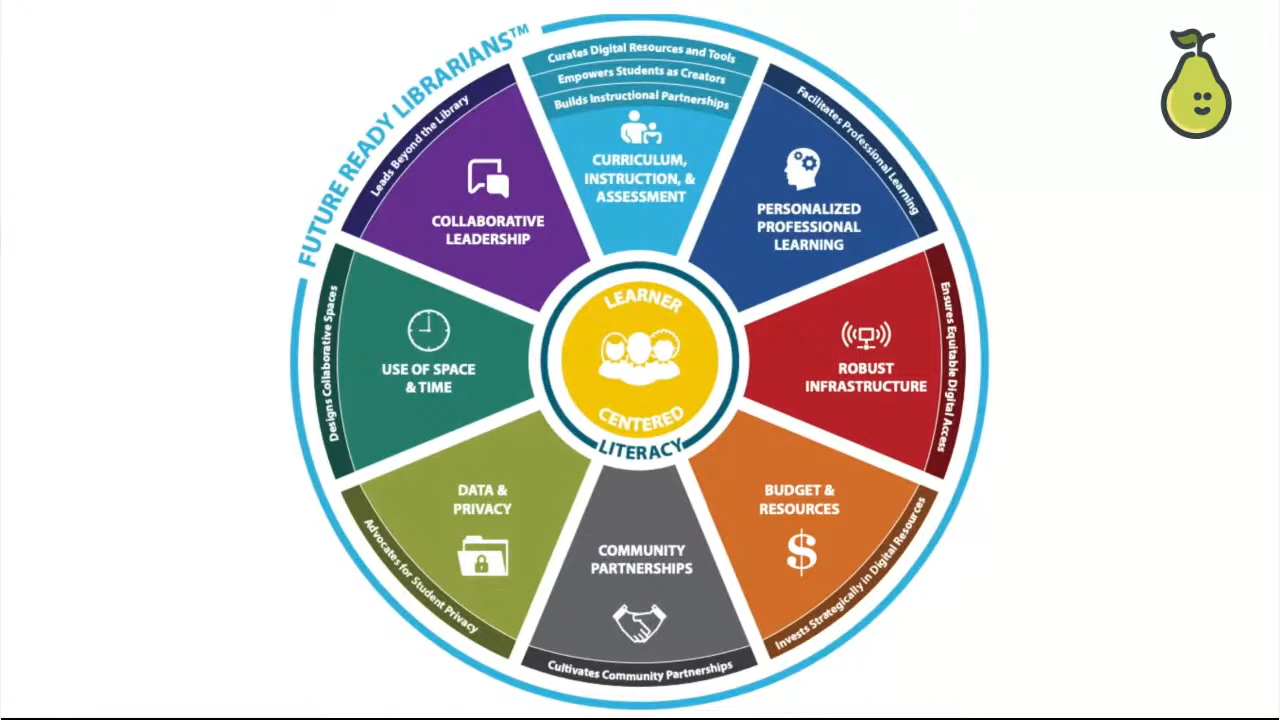 FUTURE READY LIBRARIANS™
Curates Digital Resources and Tools
Empowers Students as Creators
Builds Instructional Partnerships
CURRICULUM,
INSTRUCTION, &
ASSESSMENT
Facilitates Professional Learning
PERSONALIZED
PROFESSIONAL
LEARNING
Ensures Equitable Digital Access
ROBUST
INFRASTRUCTURE
Invests Strategically in Digital Resources
BUDGET &
RESOURCES
$
Cultivates Community Partnerships
COMMUNITY
PARTNERSHIPS
Advocates for Student Privacy
DATA &
PRIVACY
Designs Collaborative Spaces
USE OF SPACE
& TIME
Leads Beyond the Library
COLLABORATIVE
LEADERSHIP
LEARNER
CENTERED
LITERACY